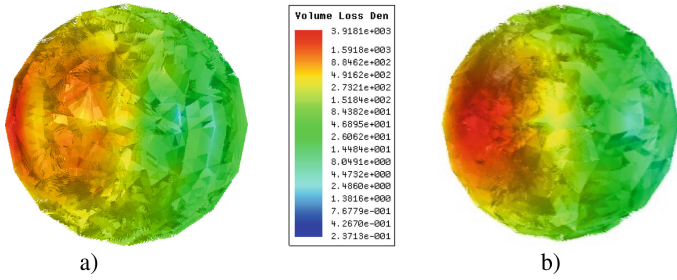 Volume Loss Den
3.9181e+003
1.5918e+003
8.8462e+002
4.9162e+002
2.7321e+002
1.5184e+002
8.4382e+001
4.6895e+001
2.6062e+001
1.4484e+001
8.0491e+000
4.4732e+000
2.4860e+000
1.3816e+000
7.6779e-001
4.2670e-001
2.3713e-001
a)
b)